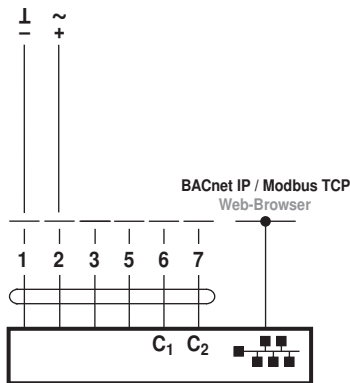 ⊥ ~
– +
BACnet IP / Modbus TCP
Web-Browser
1 2 3 5 6 7
C₁ C₂